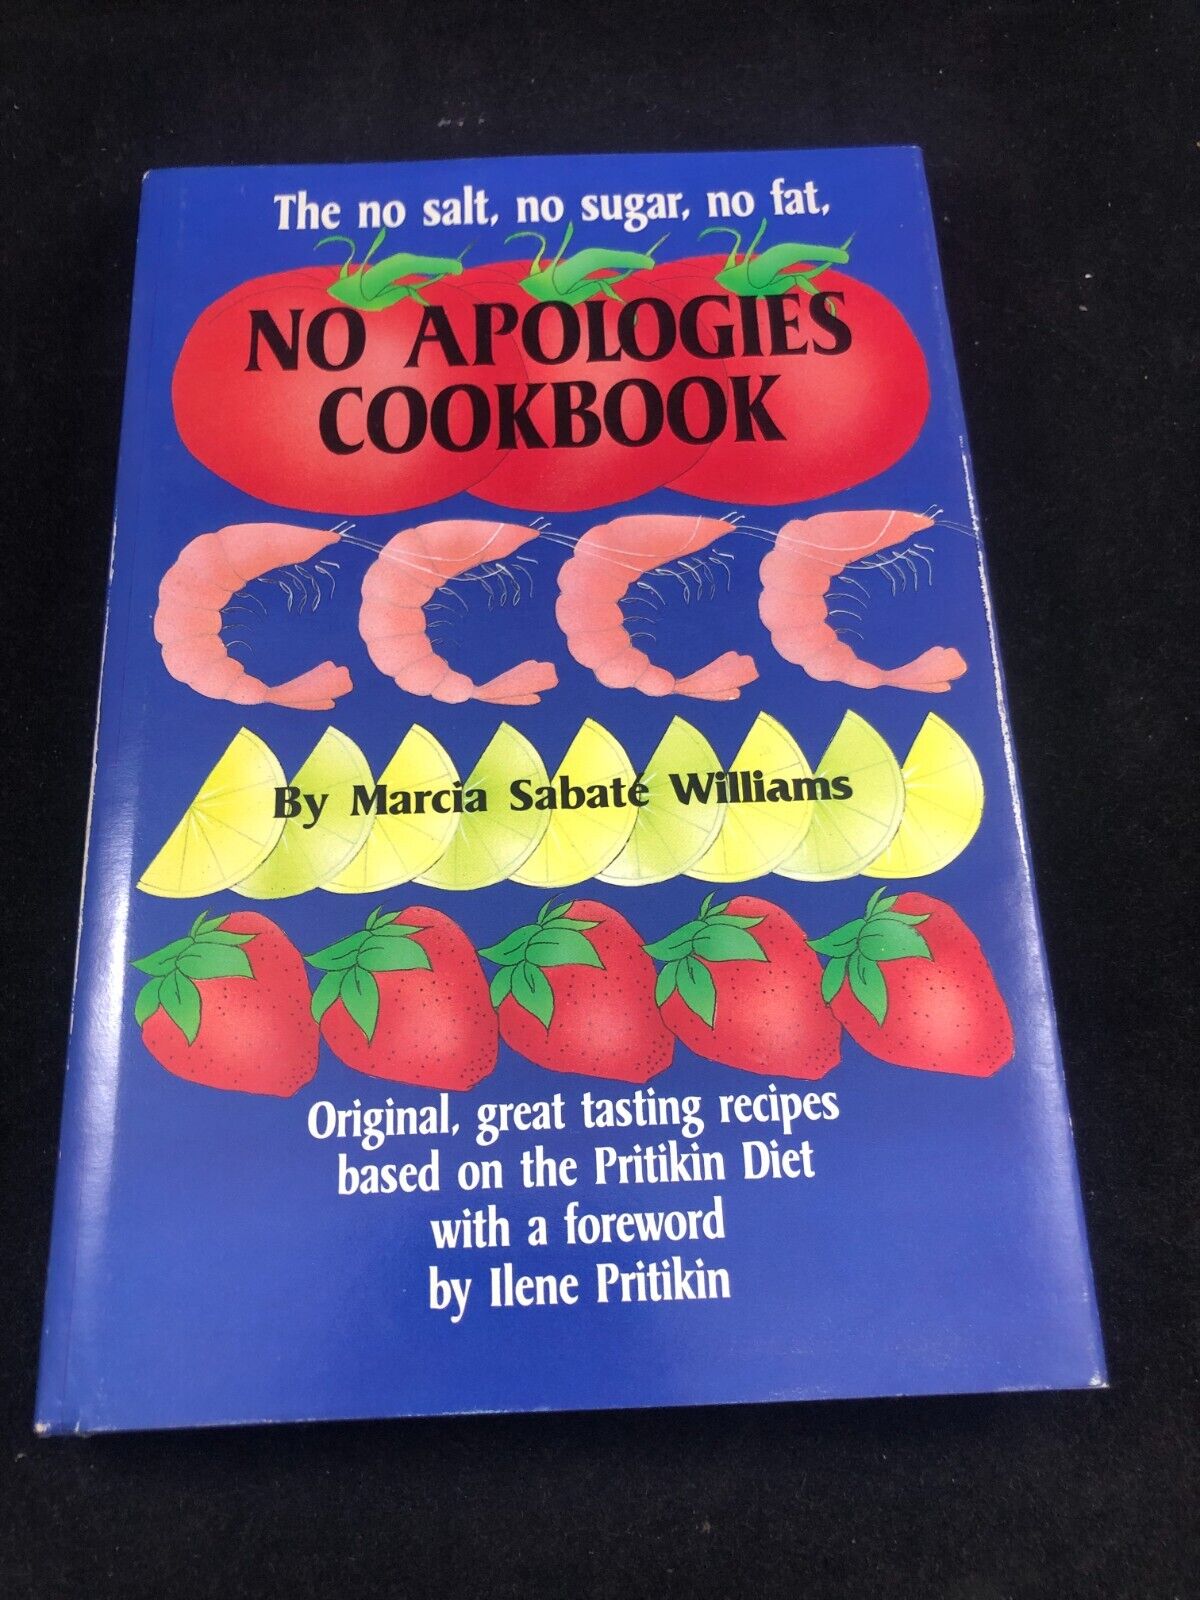 The no salt, no sugar, no fat,
NO APOLOGIES
COOKBOOK
By Marcia Sabaté Williams
Original, great tasting recipes
based on the Pritikin Diet
with a foreword
by Ilene Pritikin